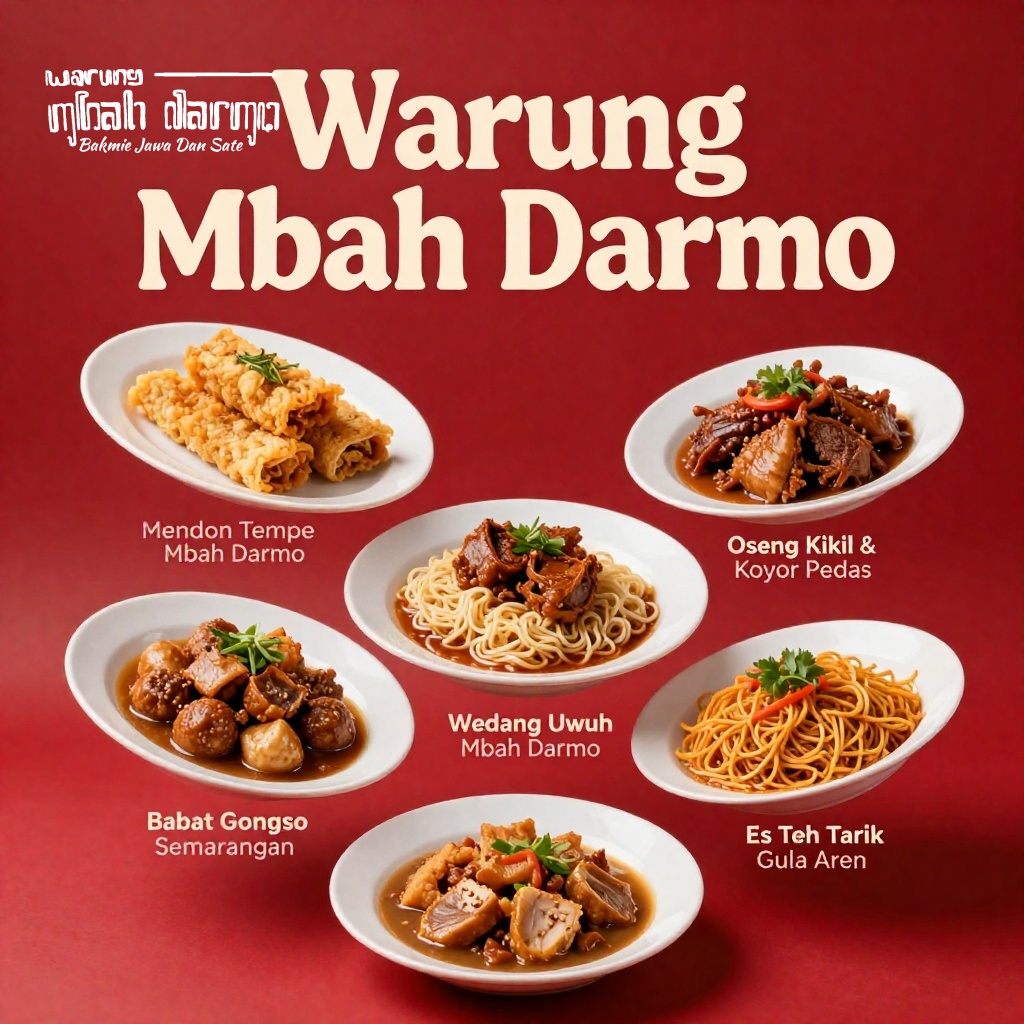 warung
mbah darmo
Bakmie Jawa Dan Sate
Warung
Mbah Darmo
Mendon Tempe
Mbah Darmo
Oseng Kikil &
Koyor Pedas
Wedang Uwuh
Mbah Darmo
Babat Gongso
Semarangan
Es Teh Tarik
Gula Aren